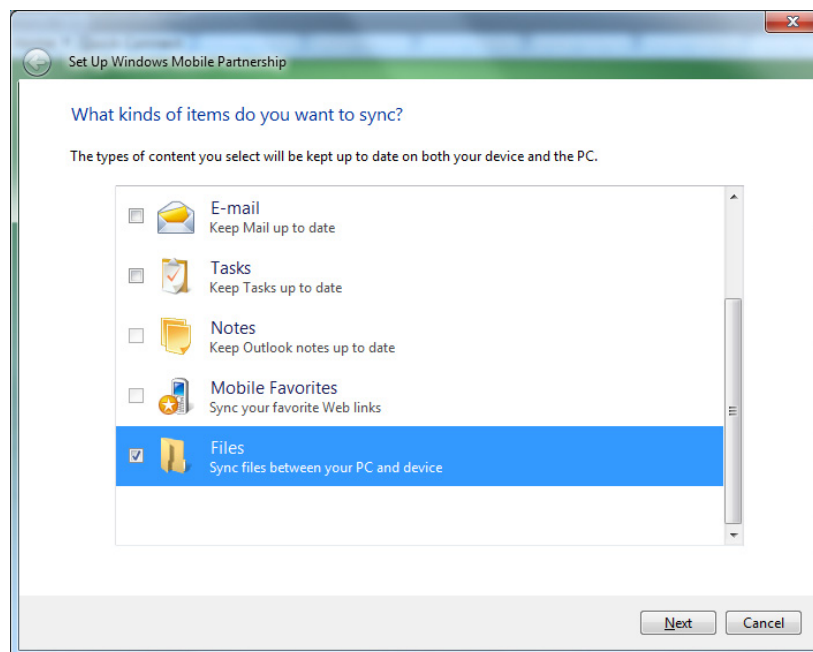 Set Up Windows Mobile Partnership
What kinds of items do you want to sync?
The types of content you select will be kept up to date on both your device and the PC.
E-mail
Keep Mail up to date
Tasks
Keep Tasks up to date
Notes
Keep Outlook notes up to date
Mobile Favorites
Sync your favorite Web links
Files
Sync files between your PC and device
Next
Cancel